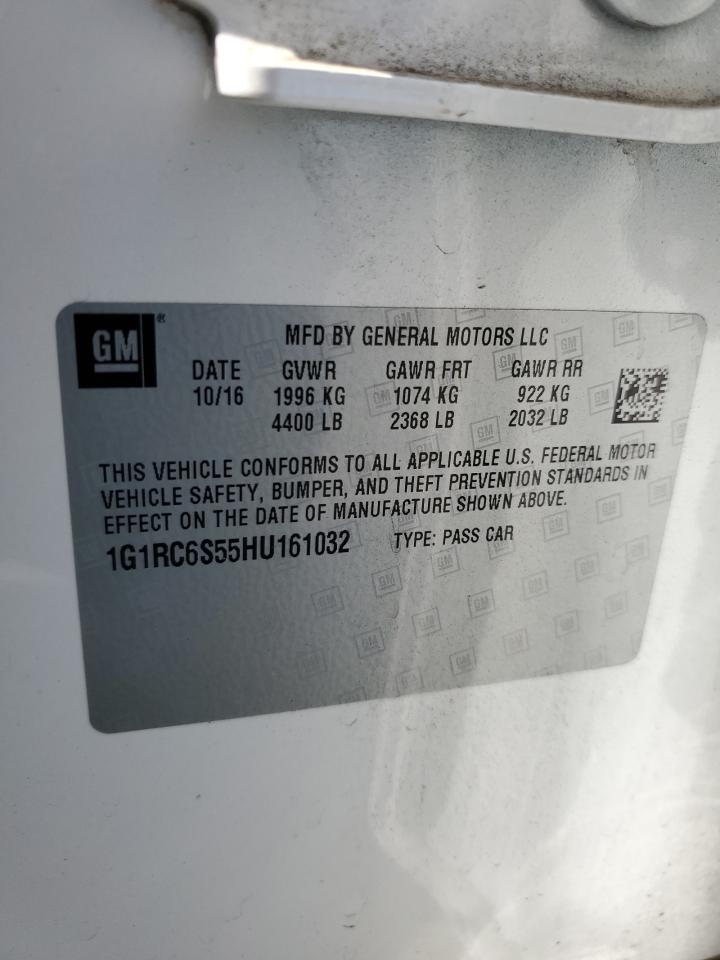 GM
MFD BY GENERAL MOTORS LLC
DATE GVWR GAWR FRT GAWR RR
10/16 1996 KG 1074 KG 922 KG
4400 LB 2368 LB 2032 LB
THIS VEHICLE CONFORMS TO ALL APPLICABLE U.S. FEDERAL MOTOR
VEHICLE SAFETY, BUMPER, AND THEFT PREVENTION STANDARDS IN
EFFECT ON THE DATE OF MANUFACTURE SHOWN ABOVE.
1G1RC6S55HU161032 TYPE: PASS CAR